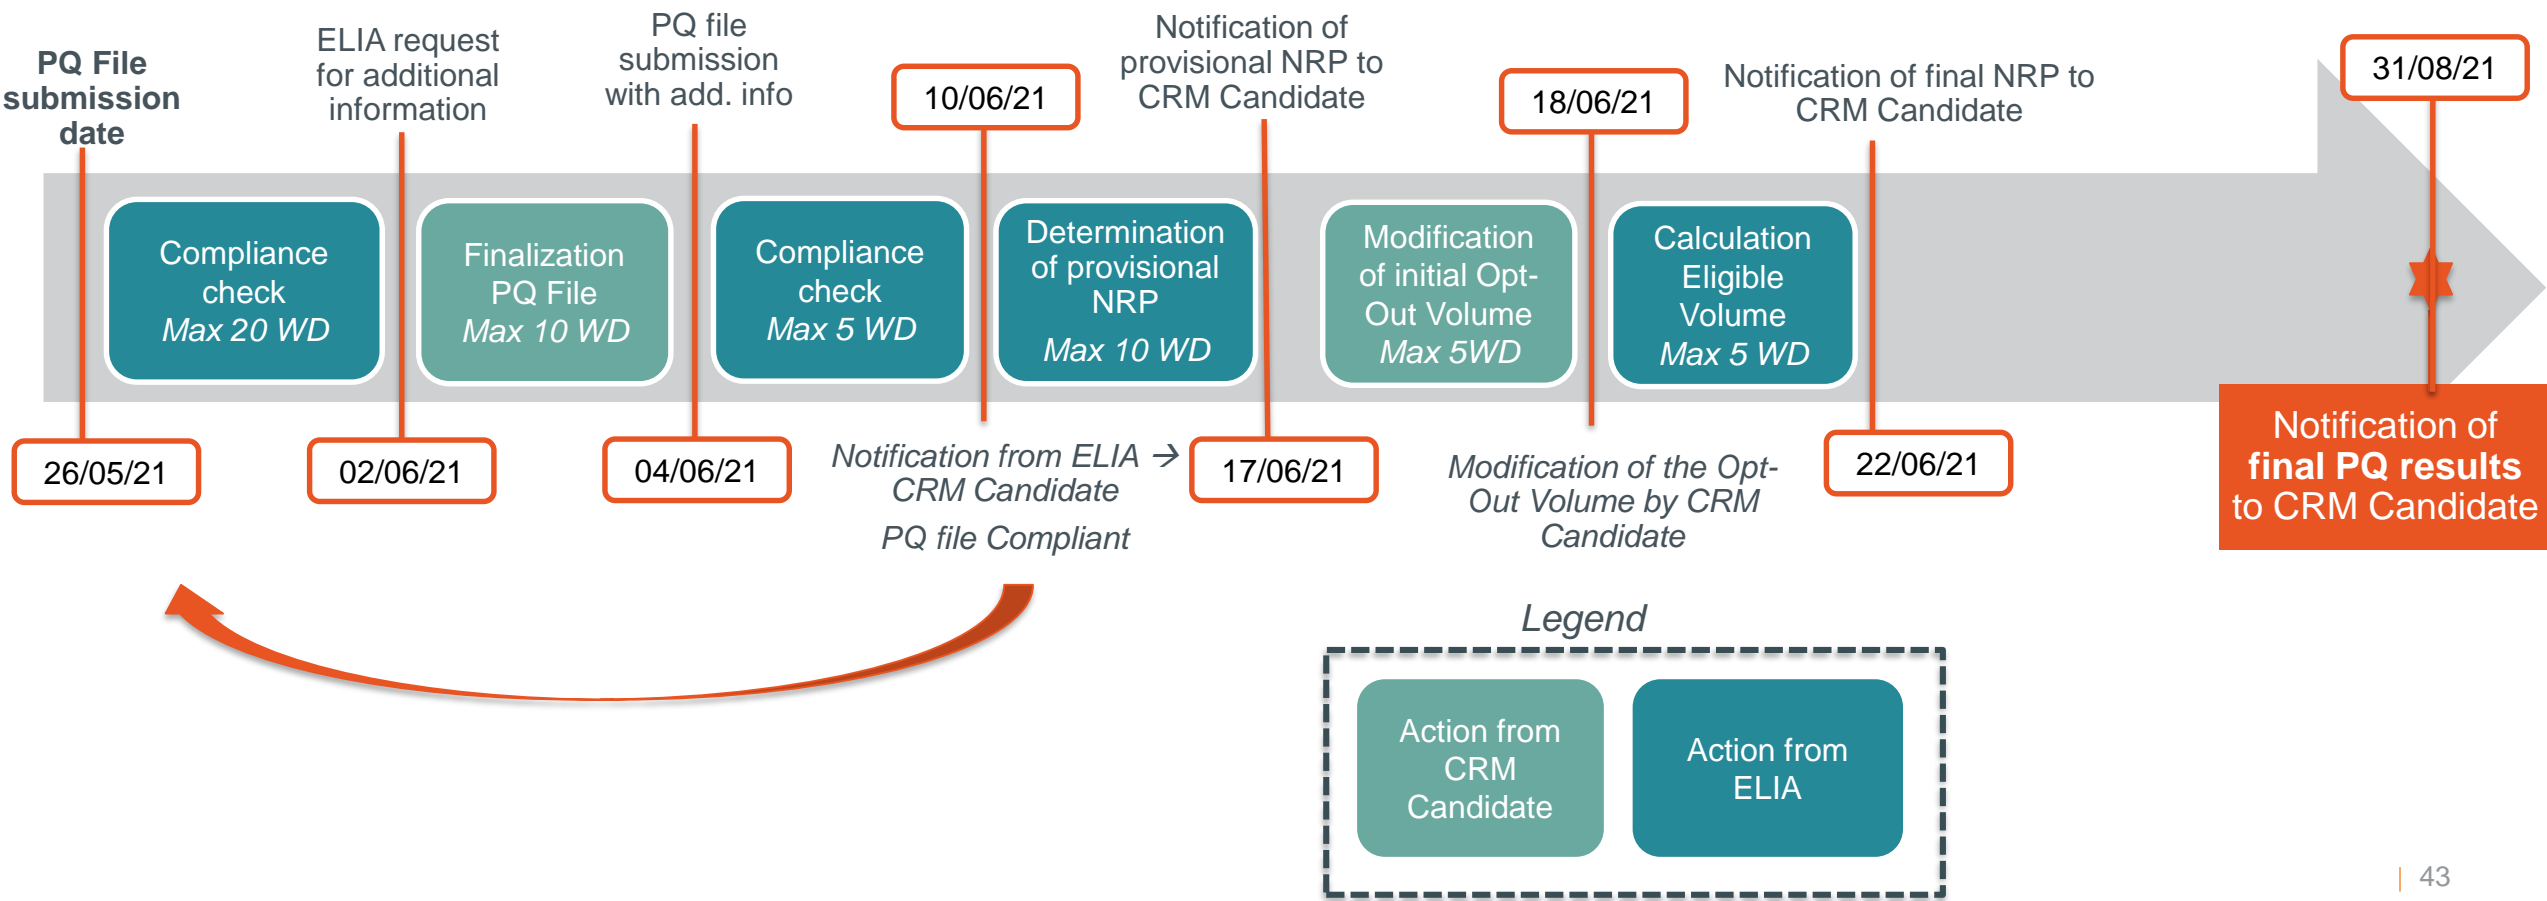 PQ File
submission
date
ELIA request
for additional
information
PQ file
submission
with add. info
10/06/21
Notification of
provisional NRP to
CRM Candidate
18/06/21
Notification of final NRP to
CRM Candidate
31/08/21
Compliance
check
Max 20 WD
Finalization
PQ File
Max 10 WD
Compliance
check
Max 5 WD
Determination
of provisional
NRP
Max 10 WD
Modification
of initial Opt-
Out Volume
Max 5WD
Calculation
Eligible
Volume
Max 5 WD
26/05/21
02/06/21
04/06/21
Notification from ELIA →
CRM Candidate
PQ file Compliant
17/06/21
Modification of the Opt-
Out Volume by CRM
Candidate
22/06/21
Notification of
final PQ results
to CRM Candidate
Legend
Action from
CRM
Candidate
Action from
ELIA
| 43